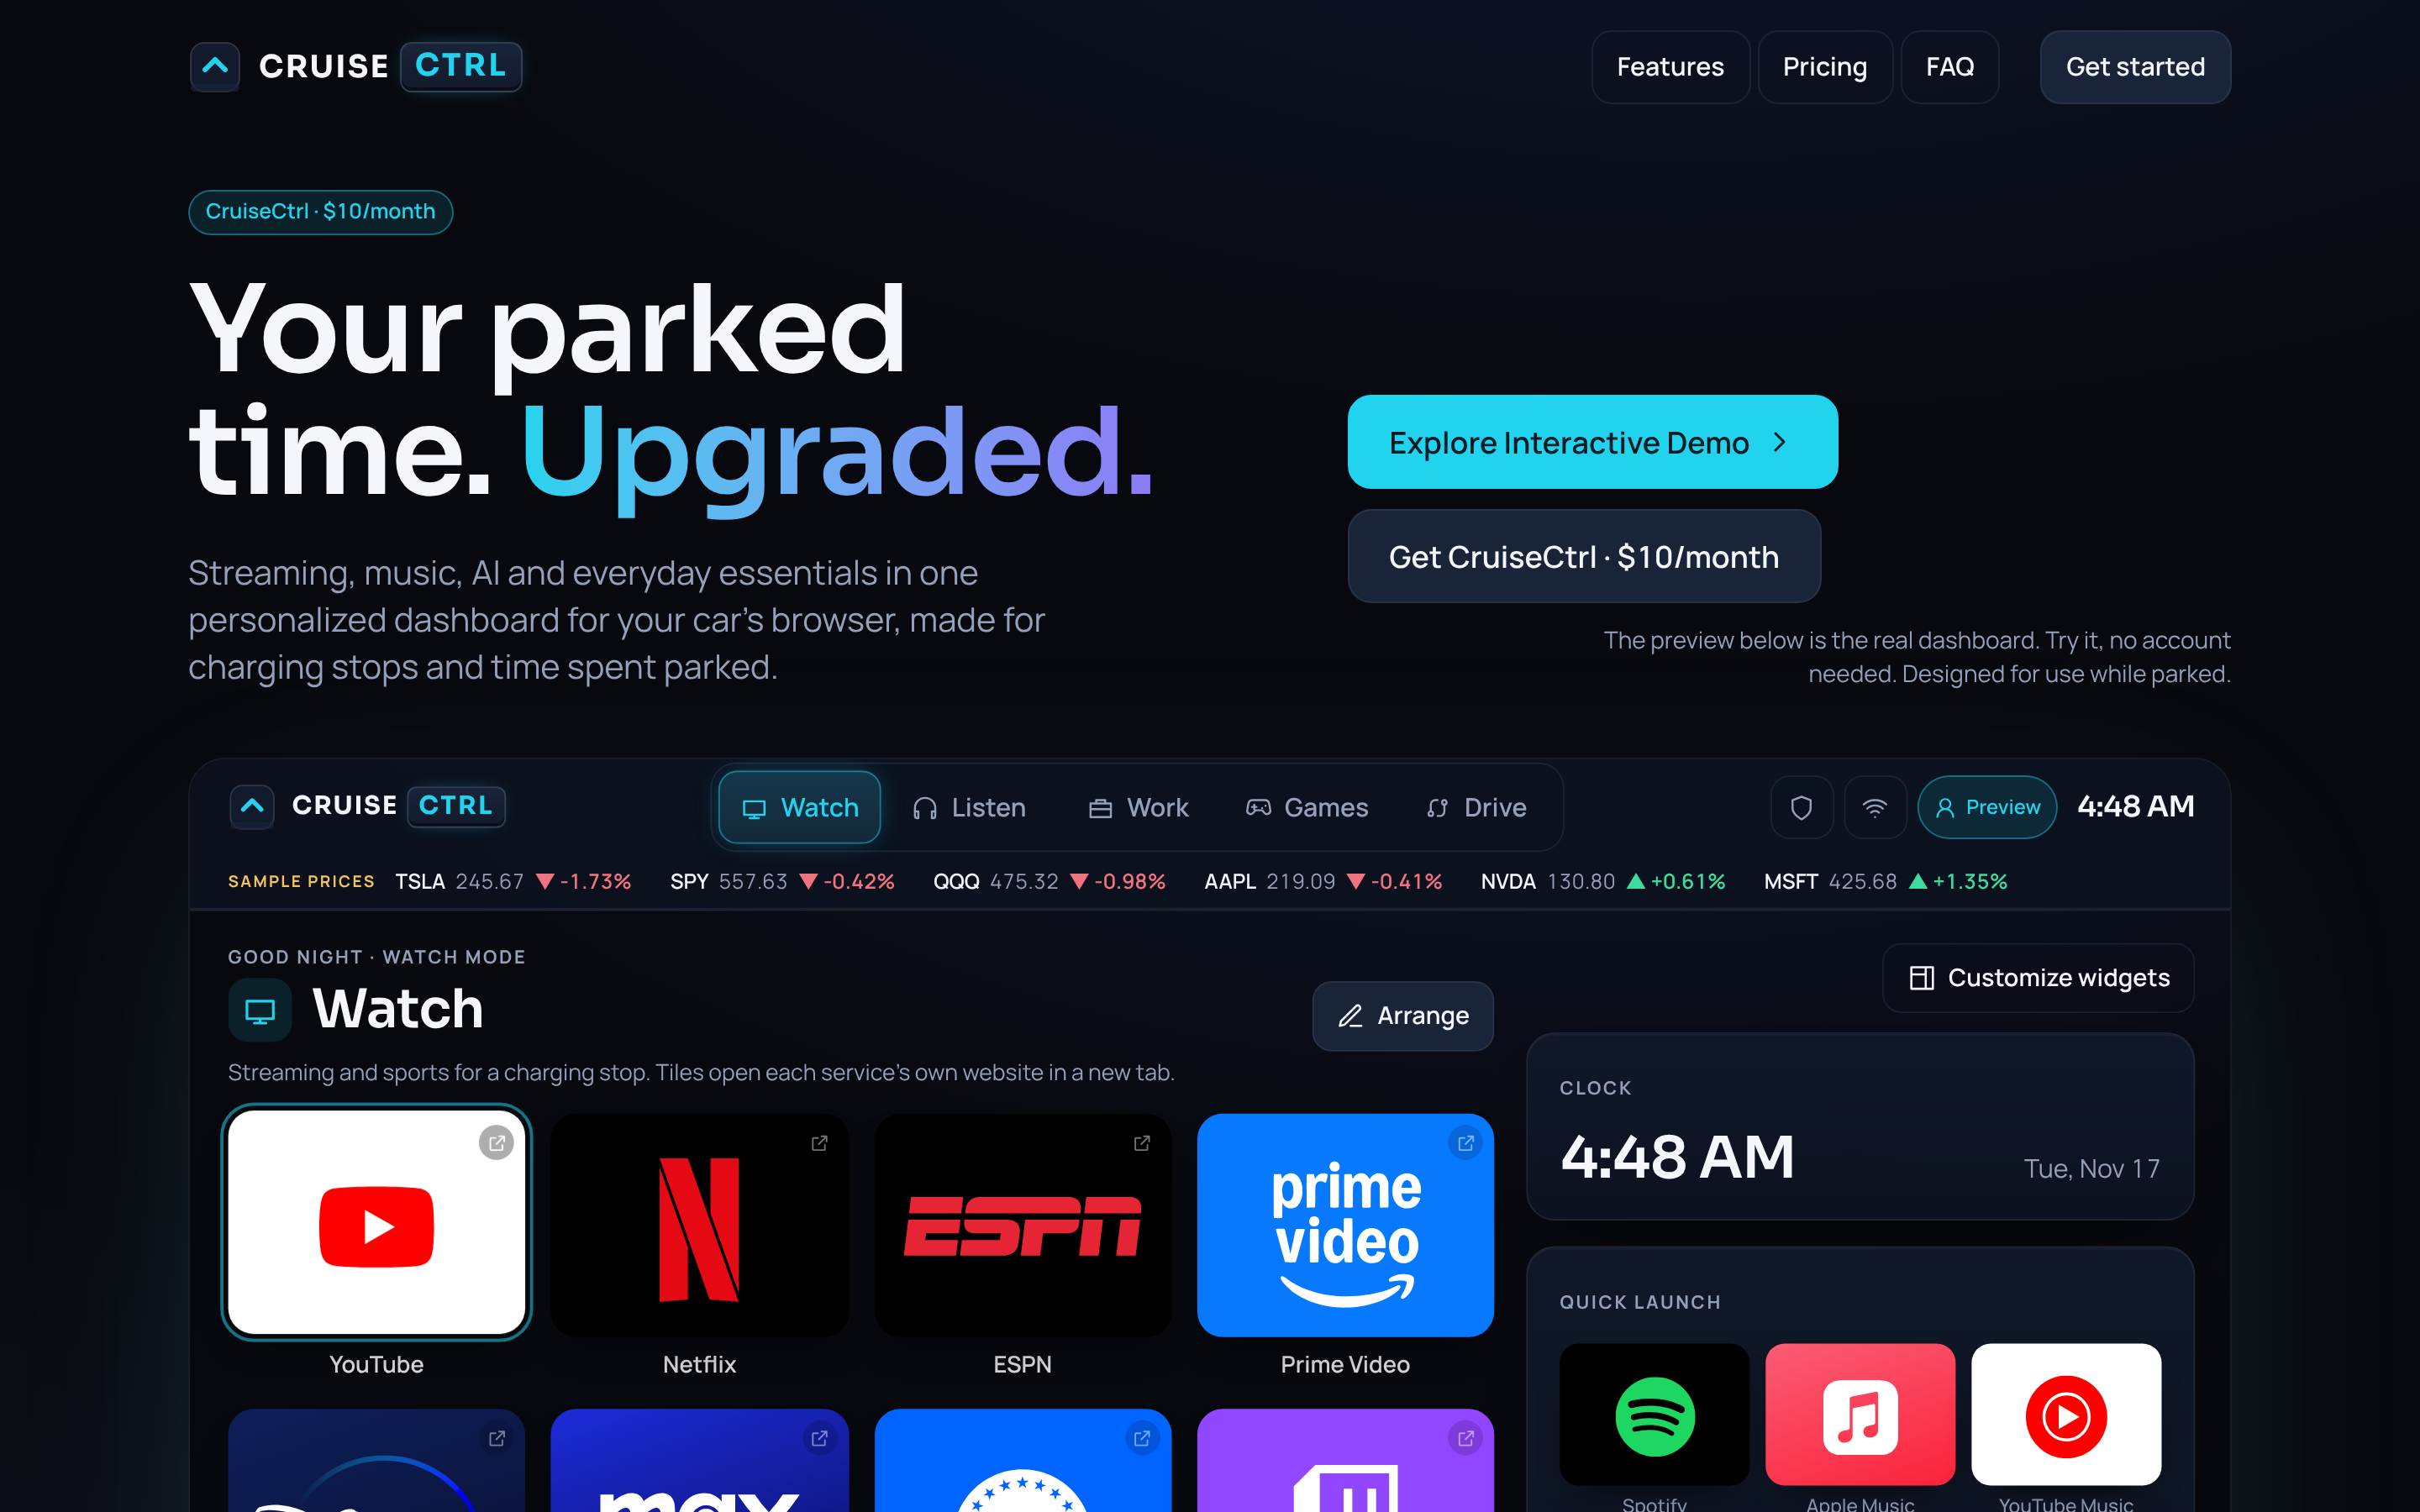 CRUISE CTRL
Features Pricing FAQ Get started
CruiseCtrl · $10/month
Your parked
time. Upgraded.
Streaming, music, AI and everyday essentials in one
personalized dashboard for your car’s browser, made for
charging stops and time spent parked.
Explore Interactive Demo
Get CruiseCtrl · $10/month
The preview below is the real dashboard. Try it, no account
needed. Designed for use while parked.
CRUISE CTRL
Watch Listen Work Games Drive
Preview 4:48 AM
SAMPLE PRICES TSLA 245.67 ▼ -1.73% SPY 557.63 ▼ -0.42% QQQ 475.32 ▼ -0.98% AAPL 219.09 ▼ -0.41% NVDA 130.80 ▲ +0.61% MSFT 425.68 ▲ +1.35%
GOOD NIGHT · WATCH MODE
Watch
Arrange
Streaming and sports for a charging stop. Tiles open each service’s own website in a new tab.
ESPN
prime
video
YouTube Netflix ESPN Prime Video
max
Customize widgets
CLOCK
4:48 AM
Tue, Nov 17
QUICK LAUNCH
Spotify Apple Music YouTube Music